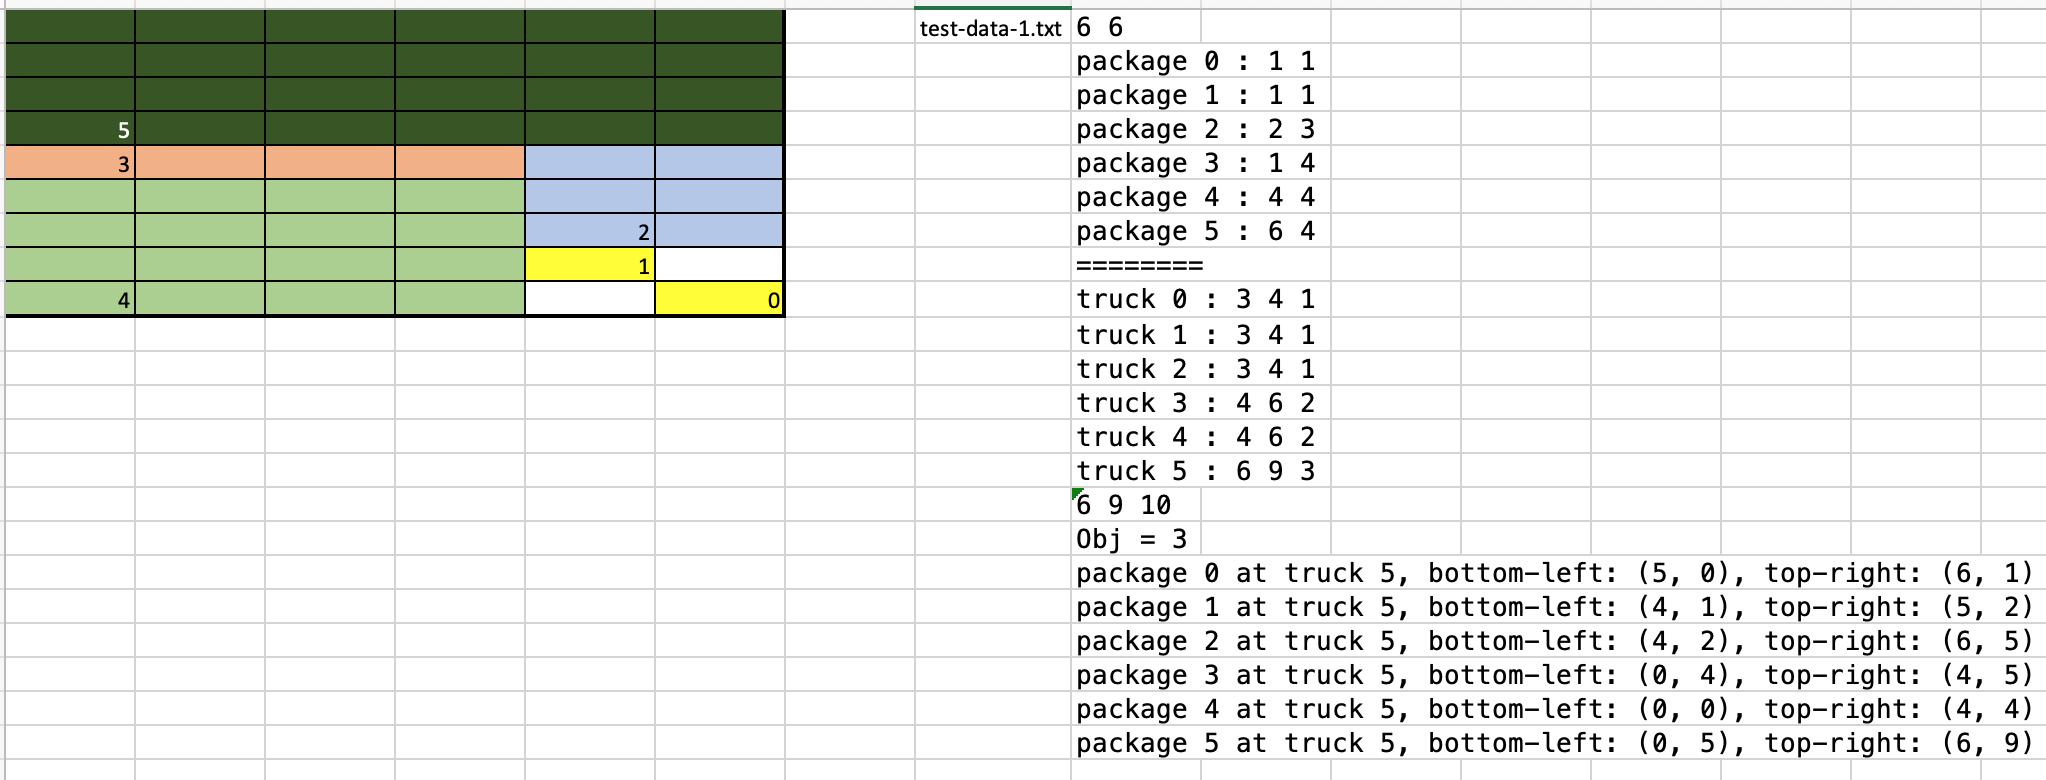 test-data-1.txt 6 6
package 0 : 1 1
package 1 : 1 1
package 2 : 2 3
5 package 3 : 1 4
3 package 4 : 4 4
package 5 : 6 4
2
1 ========
4 0 truck 0 : 3 4 1
truck 1 : 3 4 1
truck 2 : 3 4 1
truck 3 : 4 6 2
truck 4 : 4 6 2
truck 5 : 6 9 3
6 9 10
Obj = 3
package 0 at truck 5, bottom-left: (5, 0), top-right: (6, 1)
package 1 at truck 5, bottom-left: (4, 1), top-right: (5, 2)
package 2 at truck 5, bottom-left: (4, 2), top-right: (6, 5)
package 3 at truck 5, bottom-left: (0, 4), top-right: (4, 5)
package 4 at truck 5, bottom-left: (0, 0), top-right: (4, 4)
package 5 at truck 5, bottom-left: (0, 5), top-right: (6, 9)